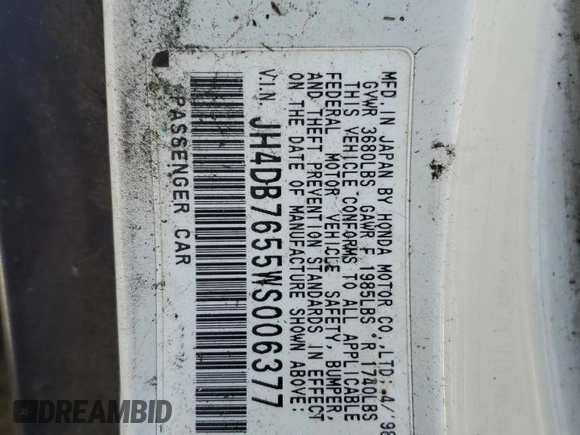 MFD. IN JAPAN BY HONDA MOTOR CO., LTD; 4/'98
GVWR 3680LBS GAWR F 1985LBS R 1740LBS
THIS VEHICLE CONFORMS TO ALL APPLICABLE
FEDERAL MOTOR VEHICLE SAFETY, BUMPER,
AND THEFT PREVENTION STANDARDS IN EFFECT
ON THE DATE OF MANUFACTURE SHOWN ABOVE:
V.I.N JH4DB7655WS006377
PASSENGER CAR
DREAMBID